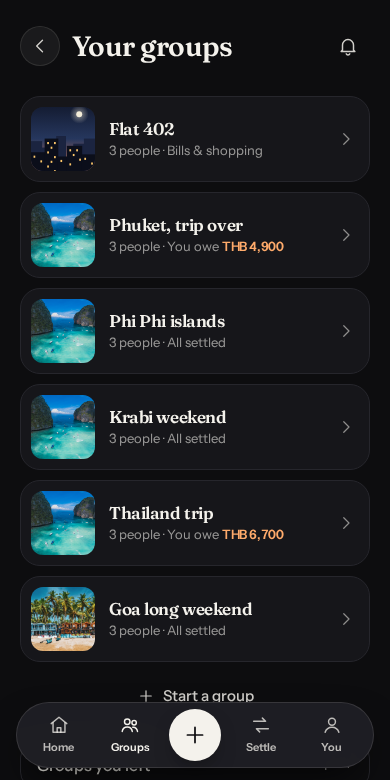 Your groups
Flat 402
3 people · Bills & shopping
Phuket, trip over
3 people · You owe THB 4,900
Phi Phi islands
3 people · All settled
Krabi weekend
3 people · All settled
Thailand trip
3 people · You owe THB 6,700
Goa long weekend
3 people · All settled
Start a group
Home
Groups
Settle
You
Groups you left